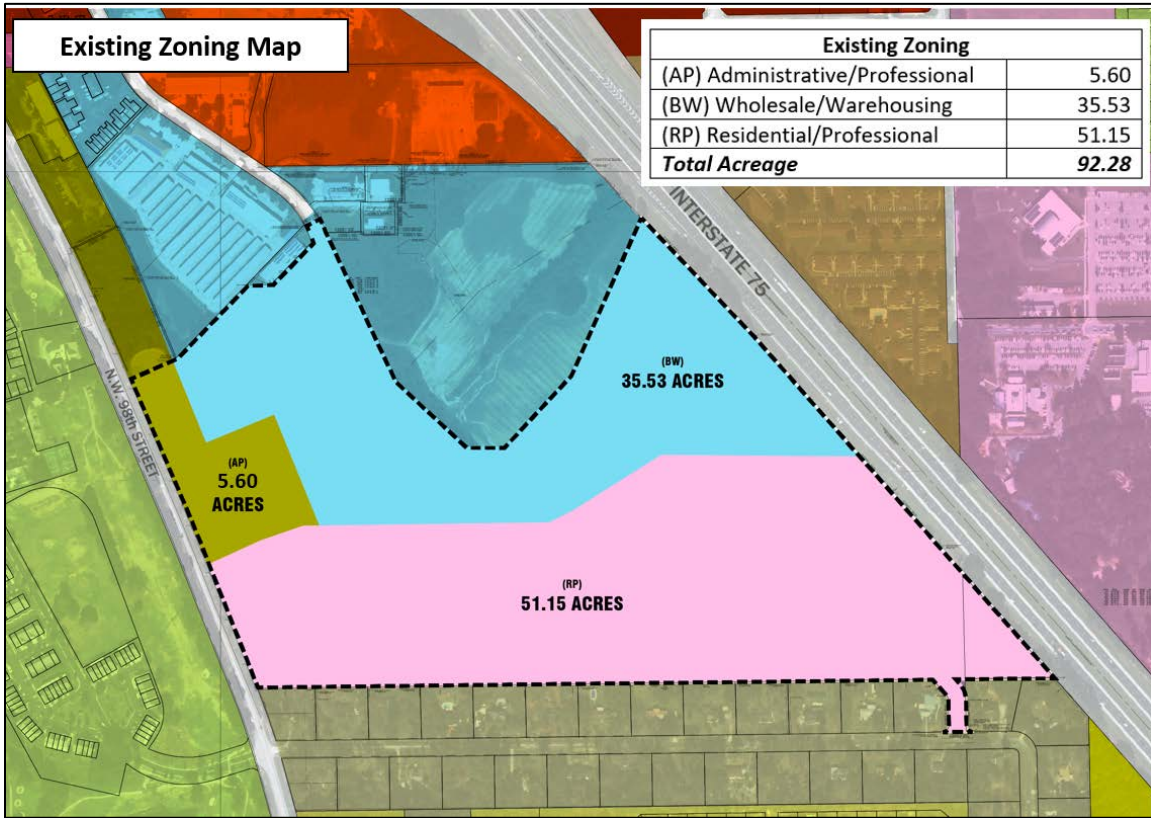 Existing Zoning Map
Existing Zoning
(AP) Administrative/Professional 5.60
(BW) Wholesale/Warehousing 35.53
(RP) Residential/Professional 51.15
Total Acreage 92.28
INTERSTATE 75
N.W. 98th STREET
(BW)
35.53 ACRES
(AP)
5.60
ACRES
(RP)
51.15 ACRES